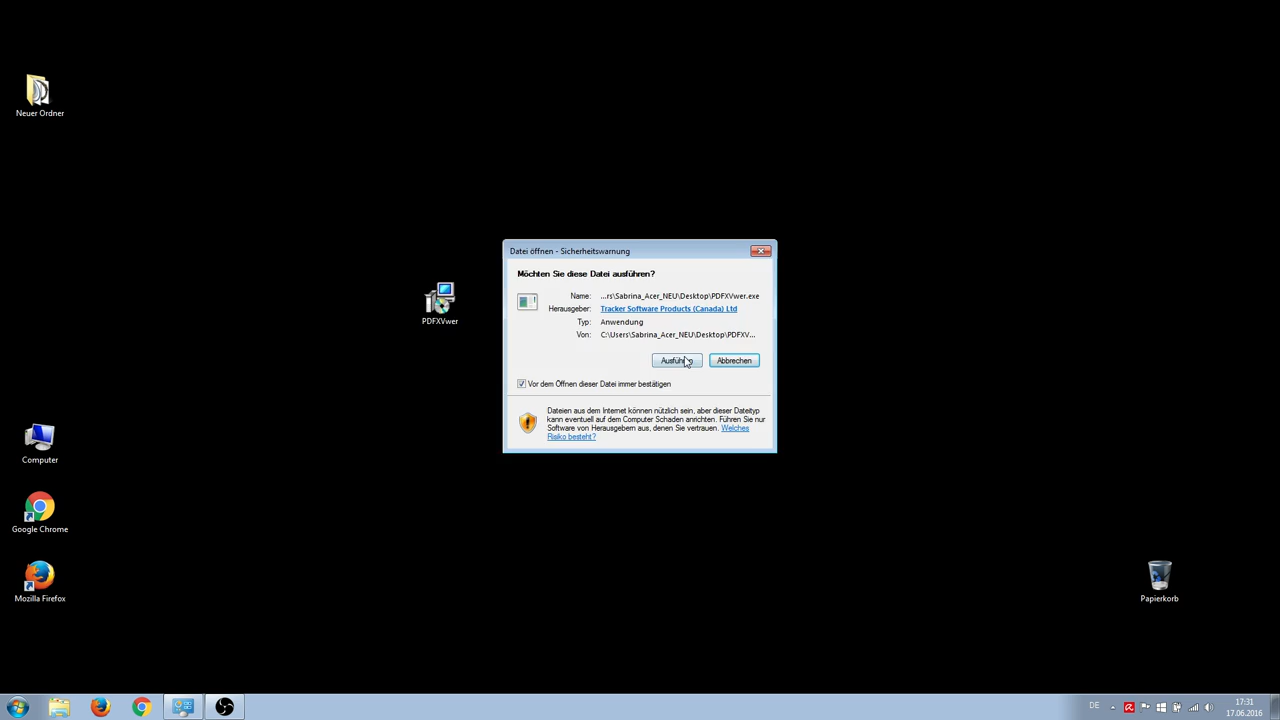 Neuer Ordner
Datei öffnen - Sicherheitswarnung
Möchten Sie diese Datei ausführen?
Name: ...rs\Sabrina_Acer_NEU\Desktop\PDFXVwer.exe
Herausgeber: Tracker Software Products (Canada) Ltd
Typ: Anwendung
Von: C:\Users\Sabrina_Acer_NEU\Desktop\PDFXV...
PDFXVwer
Ausführen Abbrechen
Vor dem Öffnen dieser Datei immer bestätigen
Dateien aus dem Internet können nützlich sein, aber dieser Dateityp
kann eventuell auf dem Computer Schaden anrichten. Führen Sie nur
Software von Herausgebern aus, denen Sie vertrauen. Welches
Risiko besteht?
Computer
Google Chrome
Mozilla Firefox
Papierkorb
DE
17:31
17.06.2016